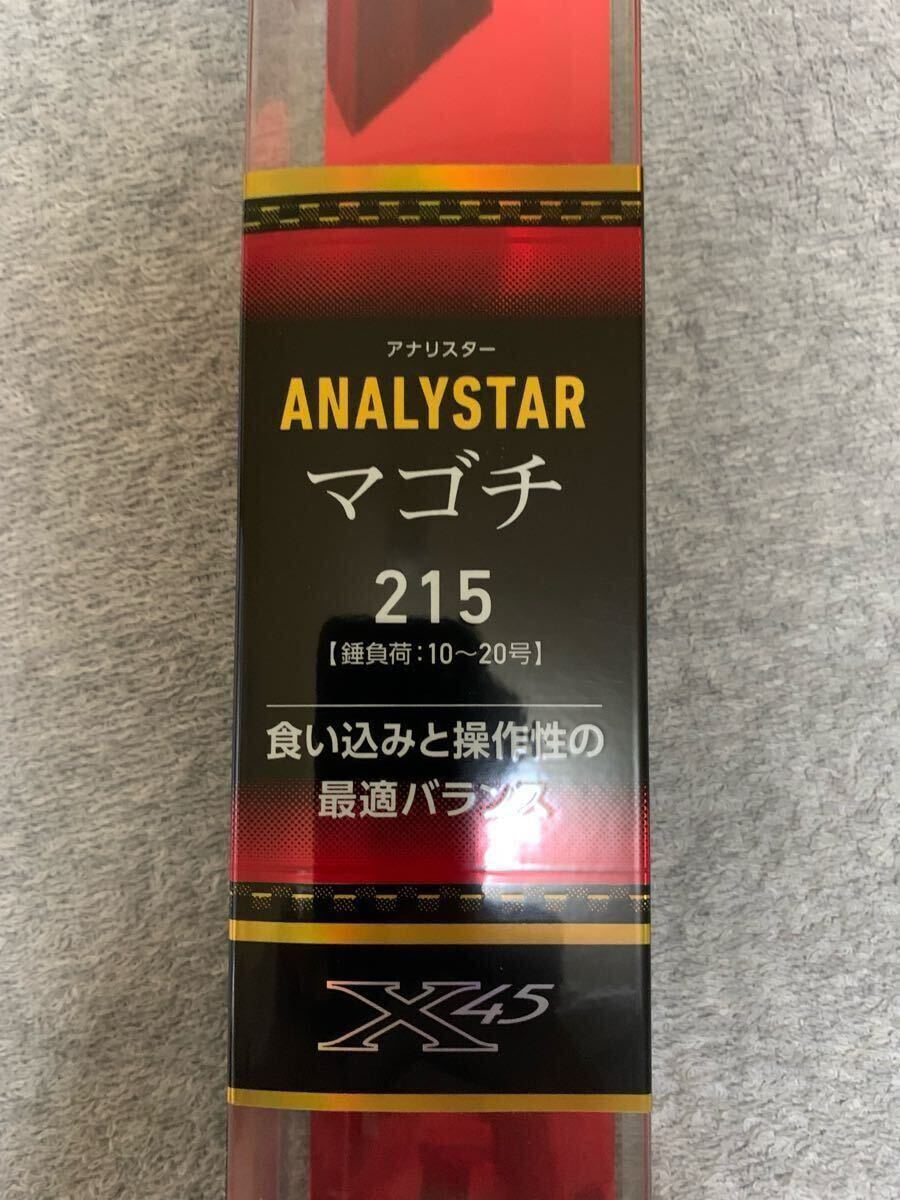 アナリスター
ANALYSTAR
マゴチ
215
【錘負荷：10〜20号】
食い込みと操作性の
最適バランス
X45